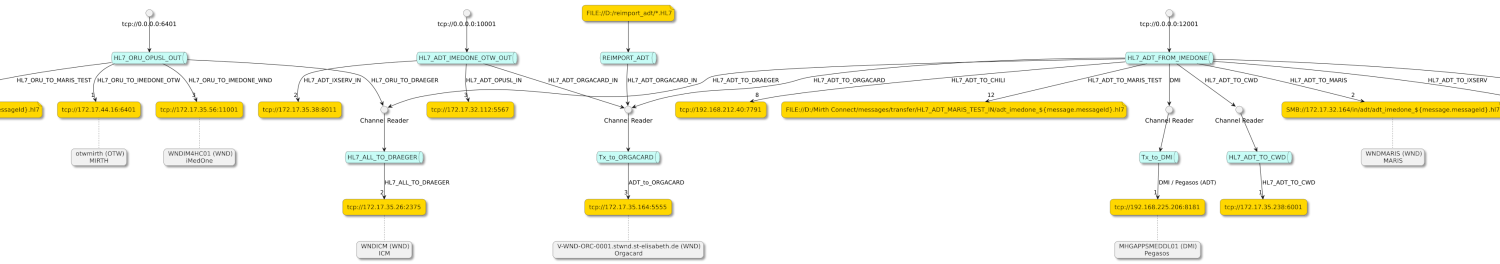 FILE://D:/reimport_adt/*.HL7
tcp://0.0.0.0:6401
tcp://0.0.0.0:10001
tcp://0.0.0.0:12001
HL7_ORU_OPUSL_OUT
HL7_ADT_IMEDONE_OTW_OUT
REIMPORT_ADT
HL7_ADT_FROM_IMEDONE
HL7_ORU_TO_MARIS_TEST
HL7_ORU_TO_IMEDONE_OTW
HL7_ORU_TO_IMEDONE_WND
HL7_ADT_IXSERV_IN
HL7_ORU_TO_DRAEGER
HL7_ADT_OPUSL_IN
HL7_ADT_ORGACARD_IN
HL7_ADT_ORGACARD_IN
HL7_ADT_TO_DRAEGER
HL7_ADT_TO_ORGACARD
HL7_ADT_TO_CHILI
HL7_ADT_TO_MARIS_TEST
DMI
HL7_ADT_TO_CWD
HL7_ADT_TO_MARIS
HL7_ADT_TO_IXSERV
1
3
2
3
8
12
2
ssageId}.hl7
tcp://172.17.44.16:6401
tcp://172.17.35.56:11001
tcp://172.17.35.38:8011
Channel Reader
tcp://172.17.32.112:5567
Channel Reader
tcp://192.168.212.40:7791
FILE://D:/Mirth Connect/messages/transfer/HL7_ADT_MARIS_TEST_IN/adt_imedone_${message.messageId}.hl7
Channel Reader
Channel Reader
SMB://172.17.32.164/in/adt/adt_imedone_${message.messageId}.hl7
otwmirth (OTW)
MIRTH
WNDIM4HC01 (WND)
iMedOne
HL7_ALL_TO_DRAEGER
Tx_to_ORGACARD
Tx_to_DMI
HL7_ADT_TO_CWD
WNDMARIS (WND)
MARIS
HL7_ALL_TO_DRAEGER
ADT_to_ORGACARD
DMI / Pegasos (ADT)
HL7_ADT_TO_CWD
2
3
1
1
tcp://172.17.35.26:2375
tcp://172.17.35.164:5555
tcp://192.168.225.206:8181
tcp://172.17.35.238:6001
WNDICM (WND)
ICM
V-WND-ORC-0001.stwnd.st-elisabeth.de (WND)
Orgacard
MHGAPPSMEDDL01 (DMI)
Pegasos